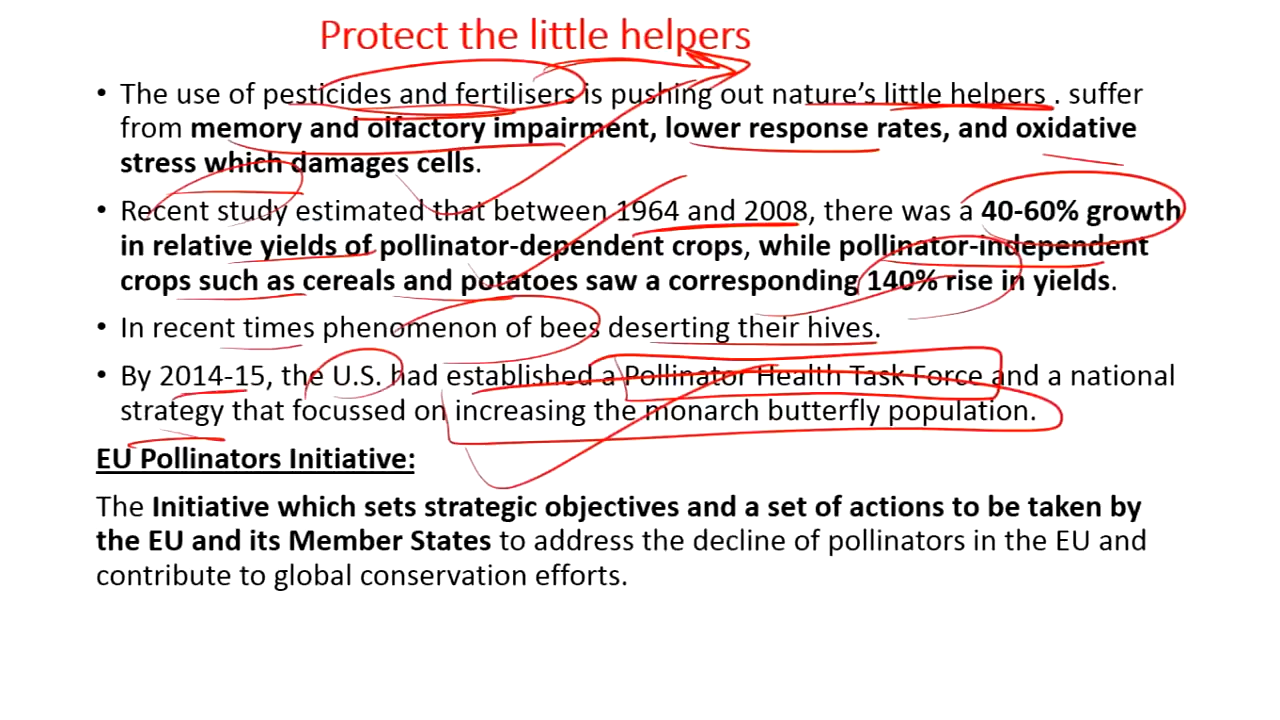 Protect the little helpers
• The use of pesticides and fertilisers is pushing out nature's little helpers . suffer
from memory and olfactory impairment, lower response rates, and oxidative
stress which damages cells.
• Recent study estimated that between 1964 and 2008, there was a 40-60% growth
in relative yields of pollinator-dependent crops, while pollinator-independent
crops such as cereals and potatoes saw a corresponding 140% rise in yields.
• In recent times phenomenon of bees deserting their hives.
• By 2014-15, the U.S. had established a Pollinator Health Task Force and a national
strategy that focussed on increasing the monarch butterfly population.
EU Pollinators Initiative:
The Initiative which sets strategic objectives and a set of actions to be taken by
the EU and its Member States to address the decline of pollinators in the EU and
contribute to global conservation efforts.